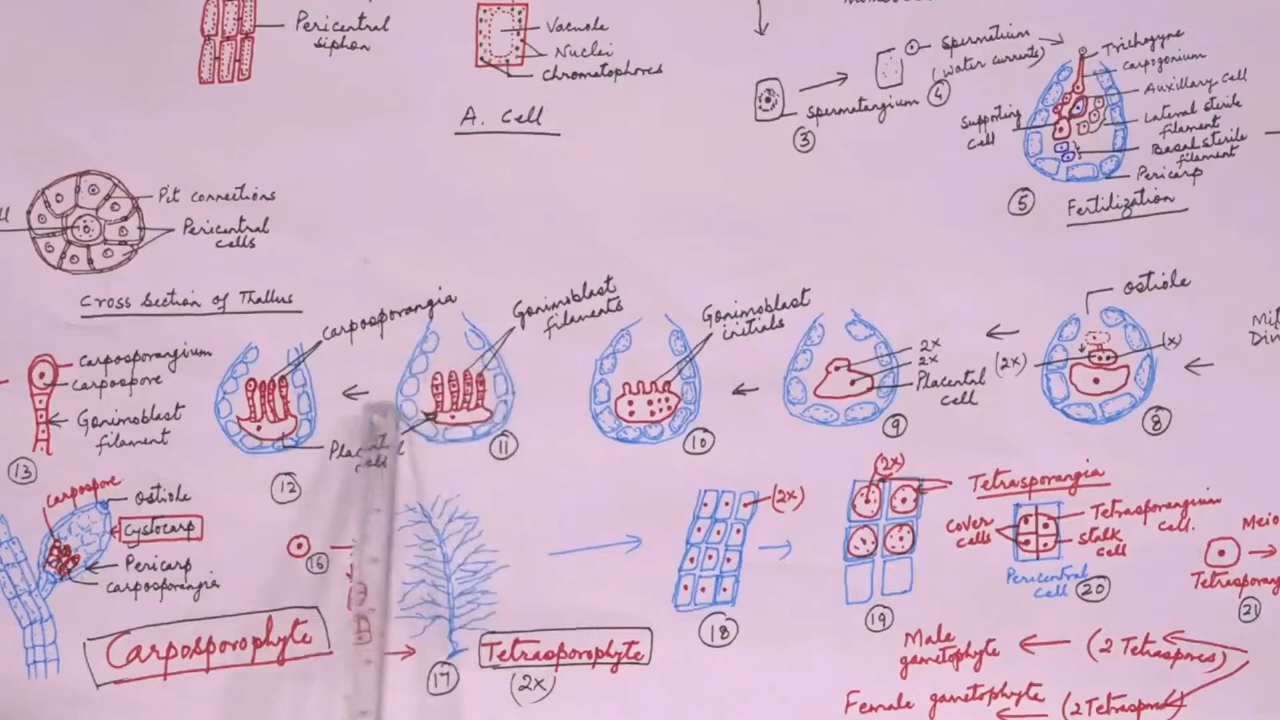 Pericentral
siphon
Vacuole
Nuclei
Chromatophores
A. Cell
Spermatium
(water currents)
Spermatangium
3
4
Trichogyne
Carpogonium
Auxillary cell
Lateral sterile
filament
Basal sterile
filament
Pericarp
Supporting
cell
5
Fertilization
Pit connections
Pericentral
cells
Cross Section of Thallus
Carposporangium
Carpospore
Gonimoblast
filament
13
Carposporangia
12
Gonimoblast
filaments
11
Gonimoblast
initials
10
2x
2x
Placental
cell
9
Ostiole
(2x)
(x)
8
Carpospore
Ostiole
Cystocarp
Pericarp
Carposporangia
Carposporophyte
16
17
Tetrasporophyte
(2x)
(2x)
18
(2x)
19
Tetrasporangia
Cover
cells
Tetrasporangium
cell.
Stalk
cell
Pericentral
cell
20
21
Male
gametophyte
(2 Tetraspores)
Female gametophyte